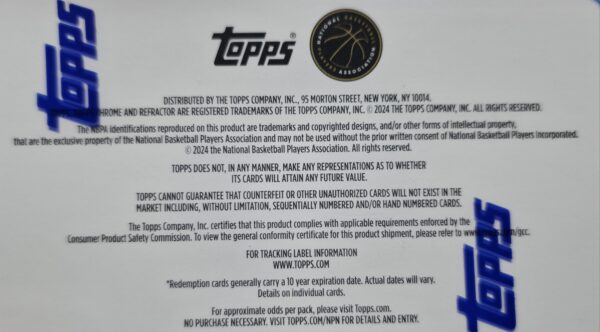 TOPPS
TOPPS®
NATIONAL BASKETBALL
PLAYERS ASSOCIATION
DISTRIBUTED BY THE TOPPS COMPANY, INC., 95 MORTON STREET, NEW YORK, NY 10014.
CHROME AND REFRACTOR ARE REGISTERED TRADEMARKS OF THE TOPPS COMPANY, INC. © 2024 THE TOPPS COMPANY, INC. ALL RIGHTS RESERVED.
The NBPA identifications reproduced on this product are trademarks and copyrighted designs, and/or other forms of intellectual property,
that are the exclusive property of the National Basketball Players Association and may not be used without the prior written consent of National Basketball Players Incorporated.
© 2024 the National Basketball Players Association. All rights reserved.
TOPPS DOES NOT, IN ANY MANNER, MAKE ANY REPRESENTATIONS AS TO WHETHER
ITS CARDS WILL ATTAIN ANY FUTURE VALUE.
TOPPS CANNOT GUARANTEE THAT COUNTERFEIT OR OTHER UNAUTHORIZED CARDS WILL NOT EXIST IN THE
MARKET INCLUDING, WITHOUT LIMITATION, SEQUENTIALLY NUMBERED AND/OR HAND NUMBERED CARDS.
The Topps Company, Inc. certifies that this product complies with applicable requirements enforced by the
Consumer Product Safety Commission. To view the general conformity certificate for this product shipment, please refer to
TOPPS
FOR TRACKING LABEL INFORMATION
WWW.TOPPS.COM
*Redemption cards generally carry a 10 year expiration date. Actual dates will vary.
Details on individual cards.
For approximate odds per pack, please visit Topps.com.
NO PURCHASE NECESSARY. VISIT TOPPS.COM/NPN FOR DETAILS AND ENTRY.